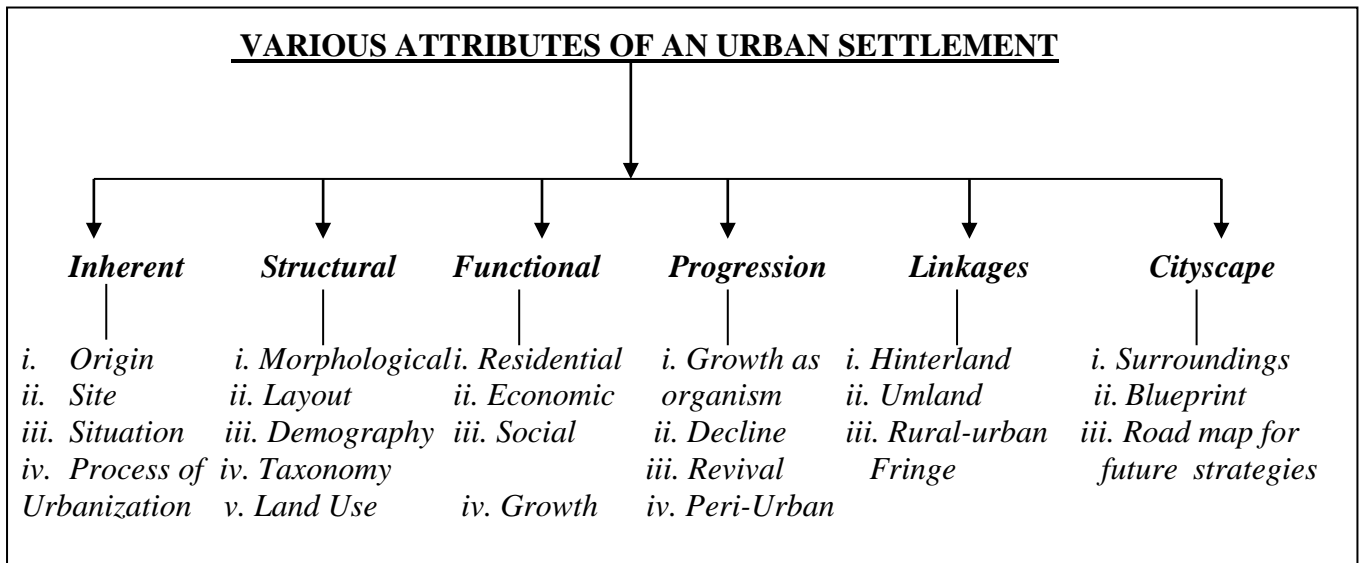 VARIOUS ATTRIBUTES OF AN URBAN SETTLEMENT
Inherent
i. Origin
ii. Site
iii. Situation
iv. Process of
Urbanization
Structural
i. Morphological
ii. Layout
iii. Demography
iv. Taxonomy
v. Land Use
Functional
i. Residential
ii. Economic
iii. Social
iv. Growth
Progression
i. Growth as
organism
ii. Decline
iii. Revival
iv. Peri-Urban
Linkages
i. Hinterland
ii. Umland
iii. Rural-urban
Fringe
Cityscape
i. Surroundings
ii. Blueprint
iii. Road map for
future strategies